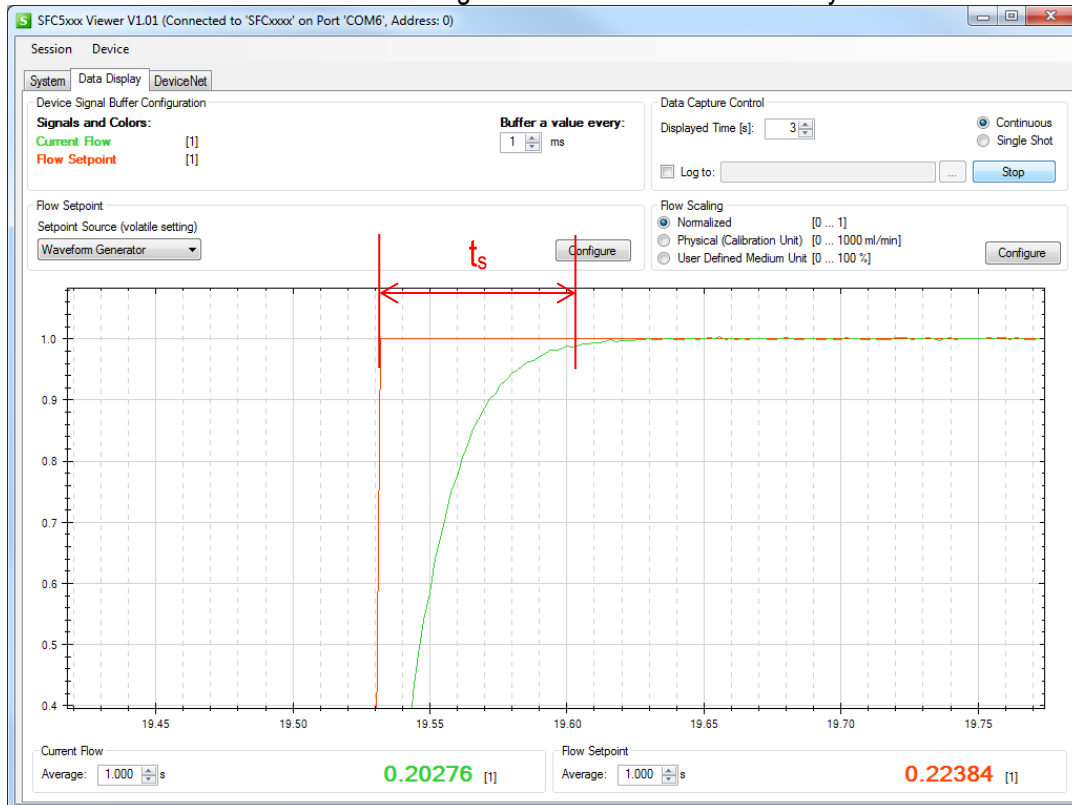 SFC5xxx Viewer V1.01 (Connected to 'SFCxxxx' on Port 'COM6', Address: 0)
Session Device
System Data Display DeviceNet
Device Signal Buffer Configuration
Signals and Colors:
Current Flow [1]
Flow Setpoint [1]
Buffer a value every:
1 ms
Data Capture Control
Displayed Time [s]: 3
Continuous
Single Shot
Log to: ... Stop
Flow Setpoint
Setpoint Source (volatile setting)
Waveform Generator Configure
Flow Scaling
Normalized [0 ... 1]
Physical (Calibration Unit) [0 ... 1000 ml/min]
User Defined Medium Unit [0 ... 100 %]
Configure
ts
1.0
0.9
0.8
0.7
0.6
0.5
0.4
19.45 19.50 19.55 19.60 19.65 19.70 19.75
Current Flow
Average: 1.000 s 0.20276 [1]
Flow Setpoint
Average: 1.000 s 0.22384 [1]